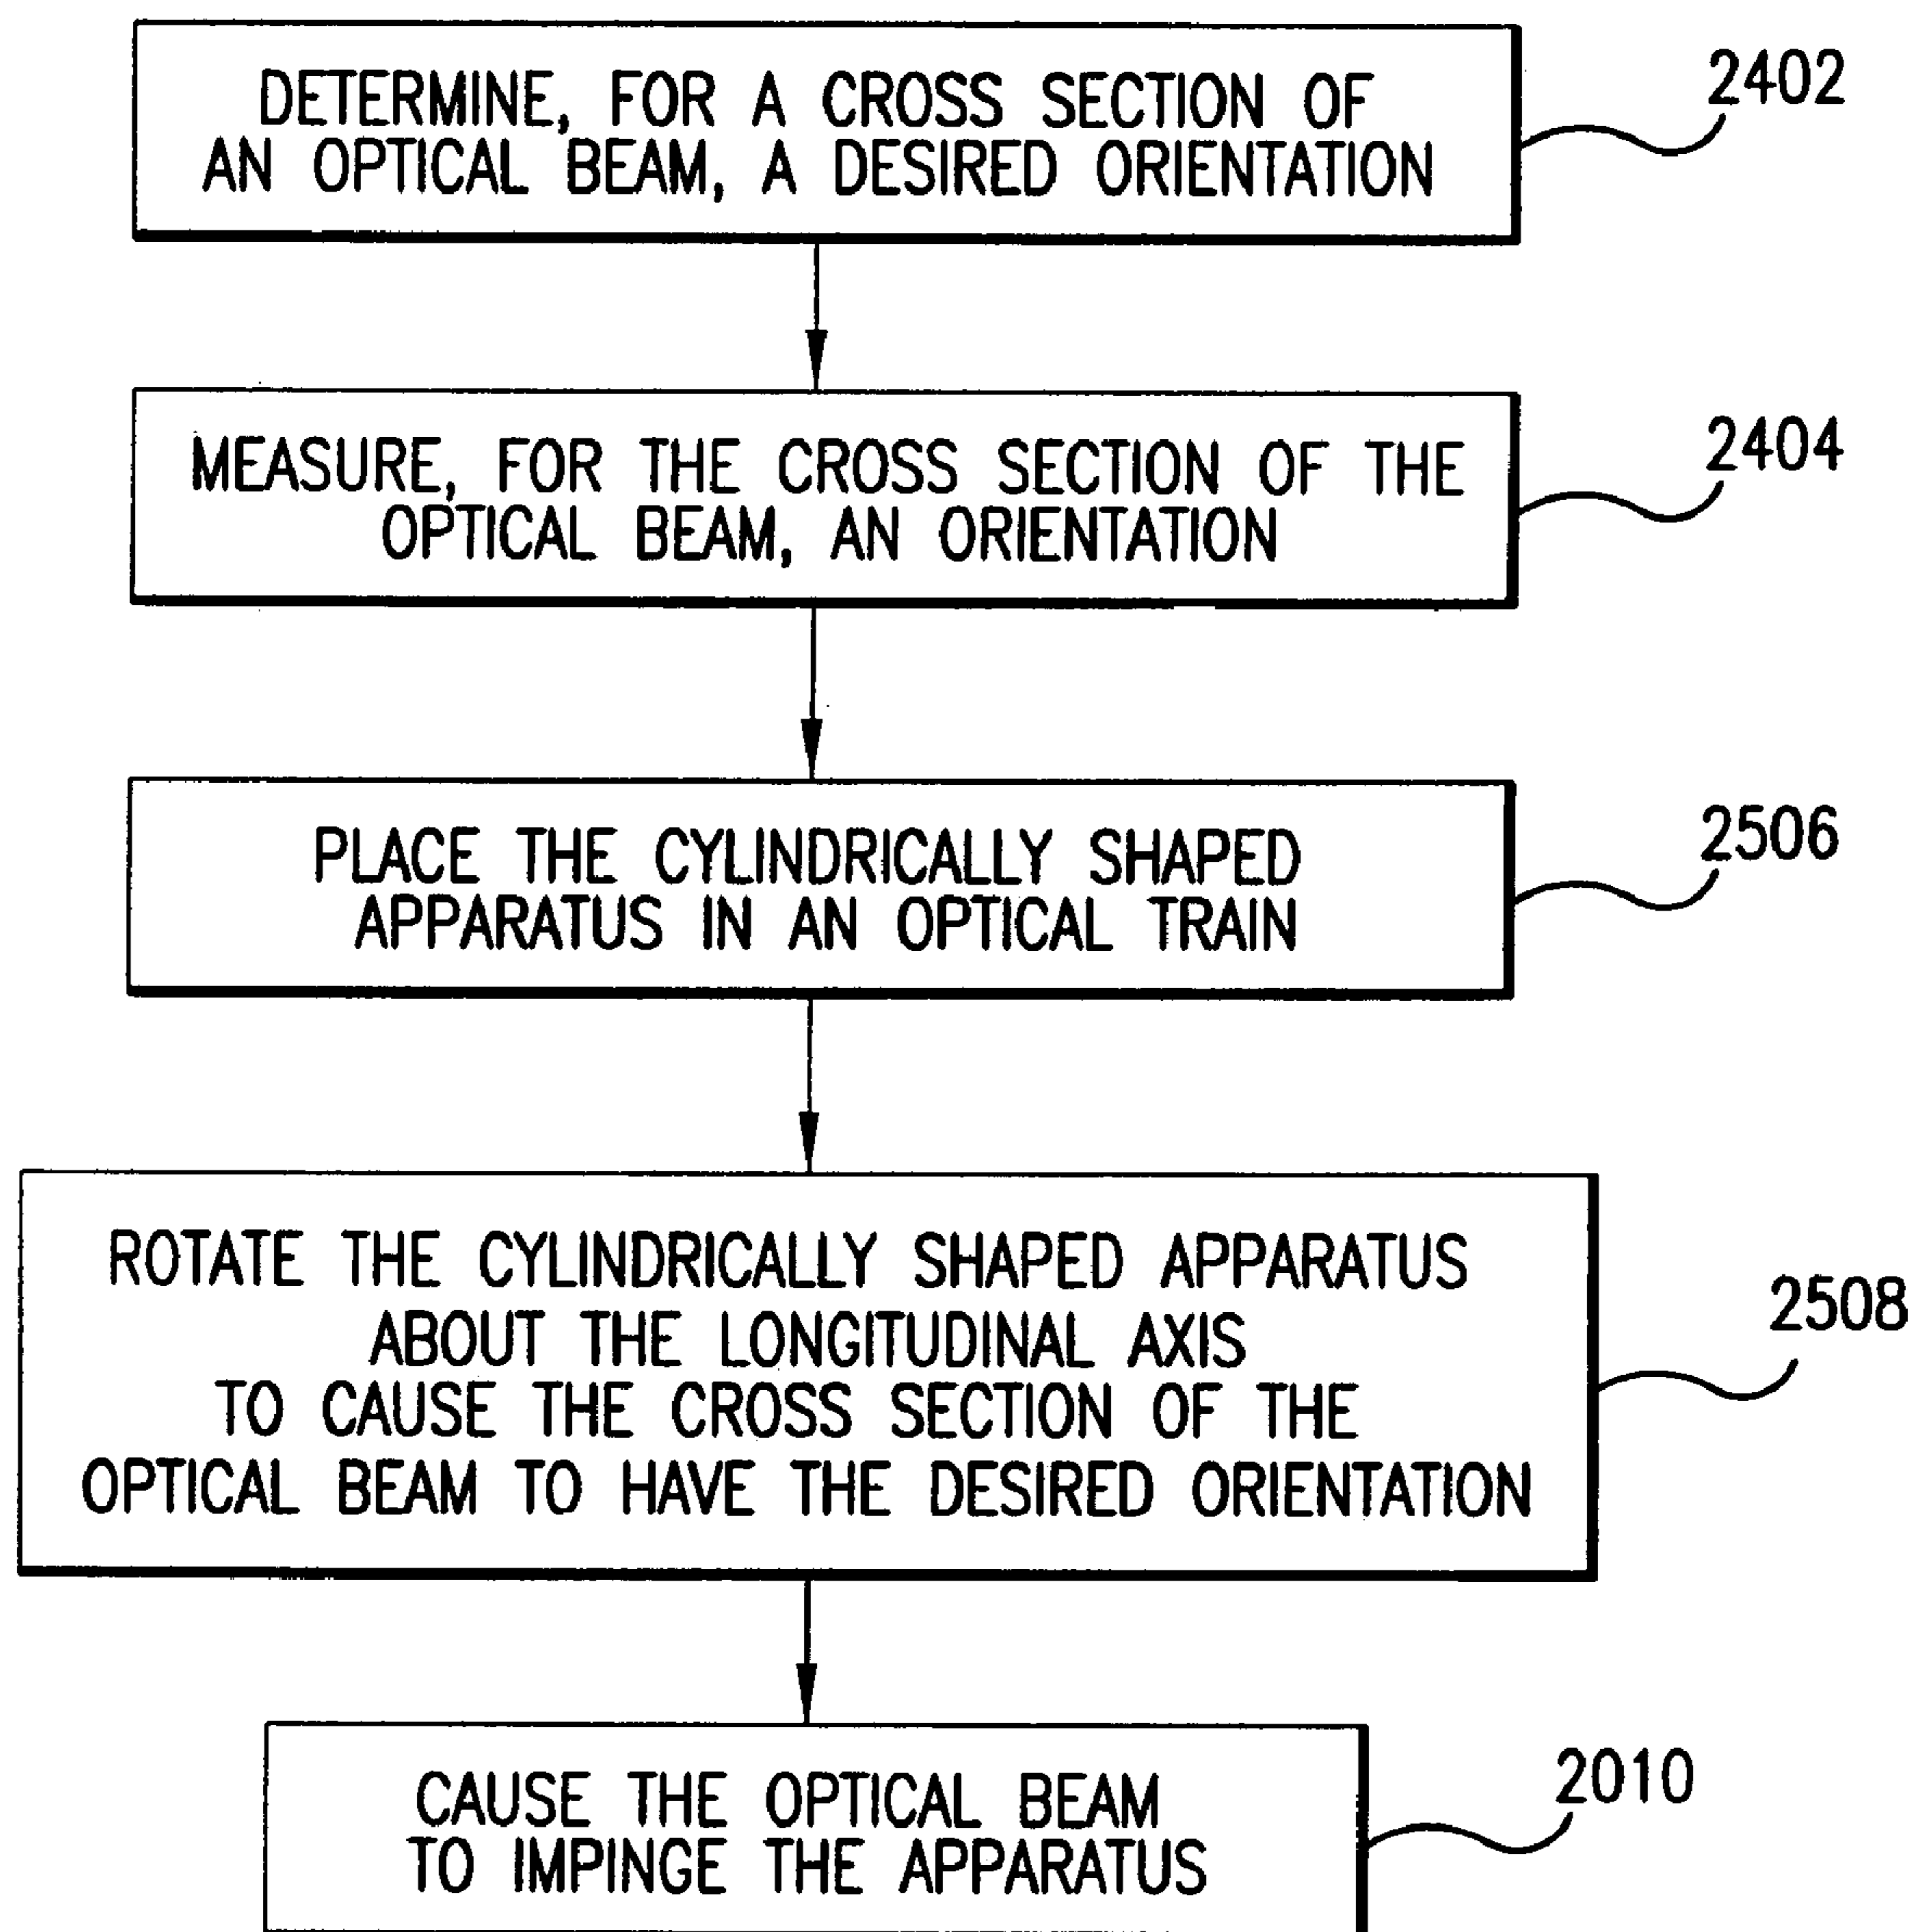 DETERMINE, FOR A CROSS SECTION OF
AN OPTICAL BEAM, A DESIRED ORIENTATION
2402
MEASURE, FOR THE CROSS SECTION OF THE
OPTICAL BEAM, AN ORIENTATION
2404
PLACE THE CYLINDRICALLY SHAPED
APPARATUS IN AN OPTICAL TRAIN
2506
ROTATE THE CYLINDRICALLY SHAPED APPARATUS
ABOUT THE LONGITUDINAL AXIS
TO CAUSE THE CROSS SECTION OF THE
OPTICAL BEAM TO HAVE THE DESIRED ORIENTATION
2508
CAUSE THE OPTICAL BEAM
TO IMPINGE THE APPARATUS
2010